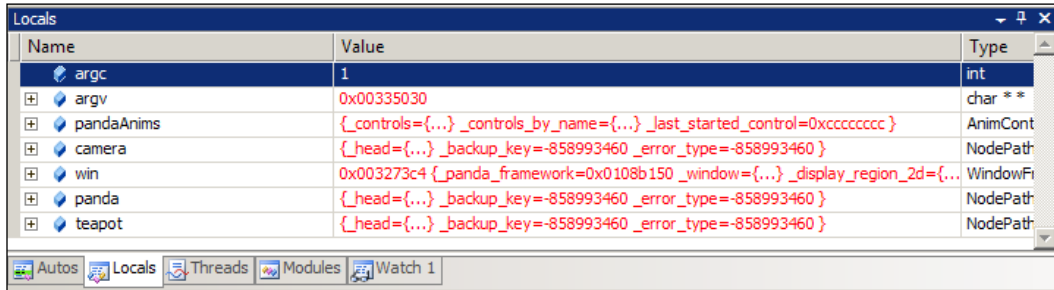 Locals
Name Value Type
argc 1 int
argv 0x00335030 char * *
pandaAnims {_controls={...} _controls_by_name={...} _last_started_control=0xcccccccc } AnimCont
camera {_head={...} _backup_key=-858993460 _error_type=-858993460 } NodePath
win 0x003273c4 {_panda_framework=0x0108b150 _window={...} _display_region_2d={... WindowFr
panda {_head={...} _backup_key=-858993460 _error_type=-858993460 } NodePath
teapot {_head={...} _backup_key=-858993460 _error_type=-858993460 } NodePath
Autos Locals Threads Modules Watch 1